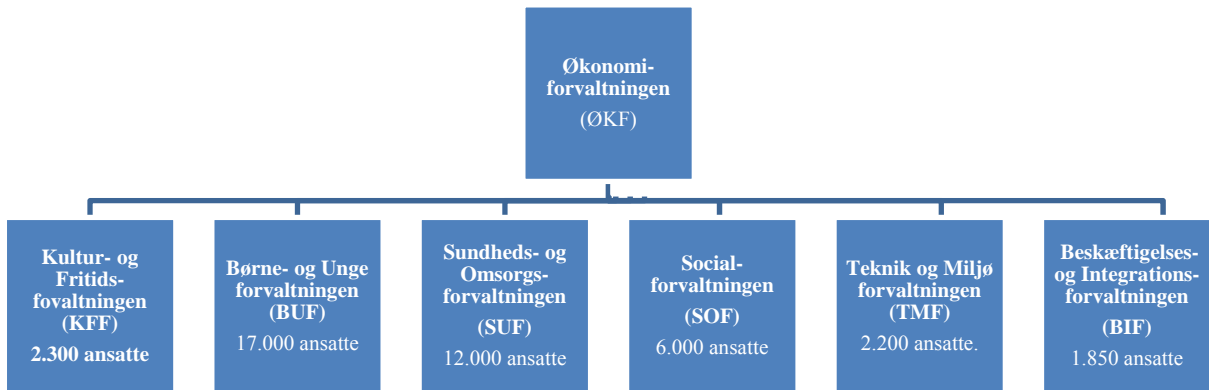 Økonomi-
forvaltningen
(ØKF)
Kultur- og
Fritids-
fovaltningen
(KFF)
2.300 ansatte
Børne- og Unge
forvaltningen
(BUF)
17.000 ansatte
Sundheds- og
Omsorgs-
forvaltningen
(SUF)
12.000 ansatte
Social-
forvaltningen
(SOF)
6.000 ansatte
Teknik og Miljø
forvaltningen
(TMF)
2.200 ansatte.
Beskæftigelses-
og Integrations-
forvaltningen
(BIF)
1.850 ansatte